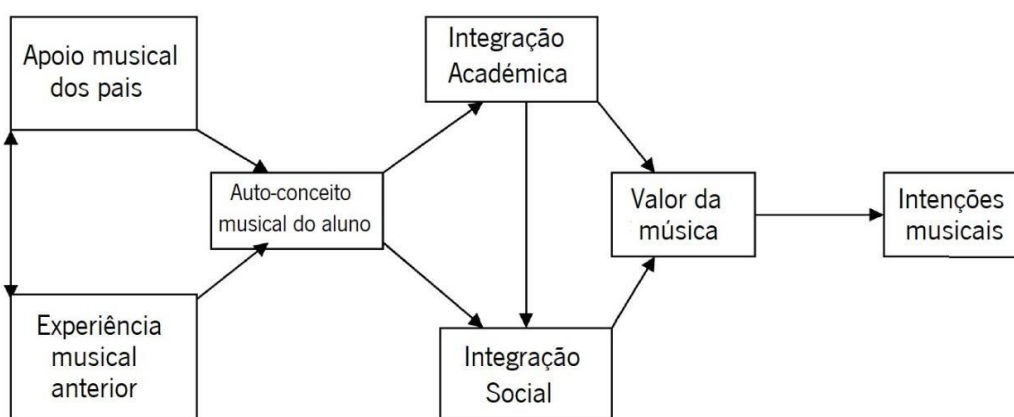 Apoio musical
dos pais
Integração
Académica
Auto-conceito
musical do aluno
Valor da
música
Intenções
musicais
Experiência
musical
anterior
Integração
Social